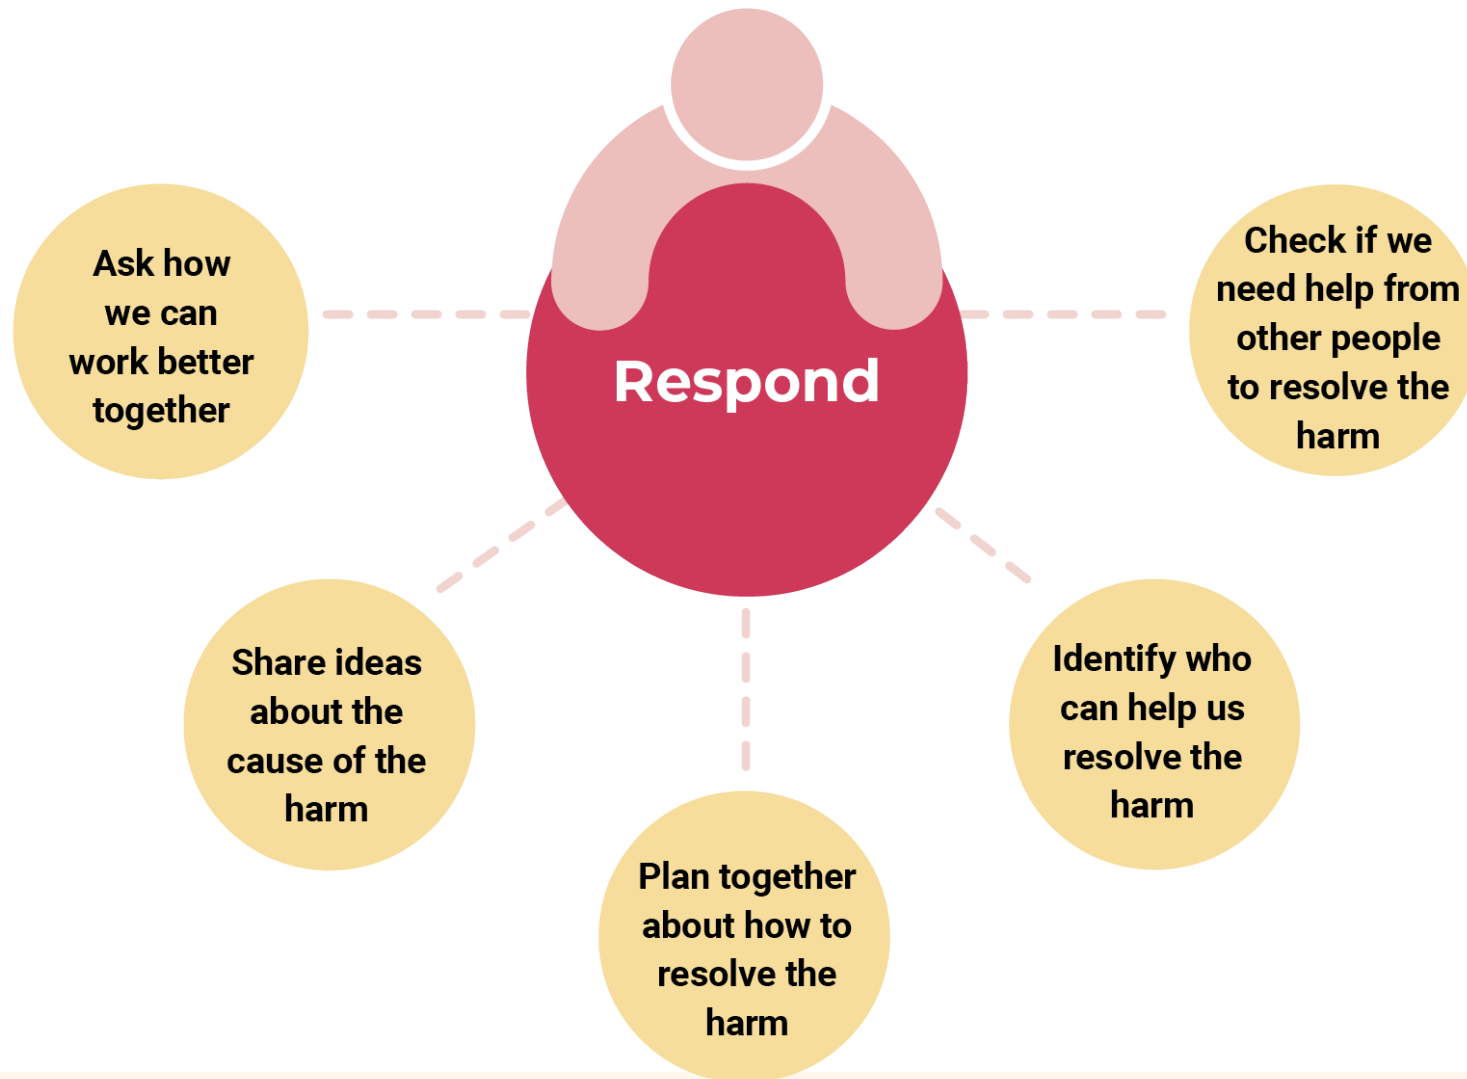 Respond
Ask how
we can
work better
together
Share ideas
about the
cause of the
harm
Plan together
about how to
resolve the
harm
Identify who
can help us
resolve the
harm
Check if we
need help from
other people
to resolve the
harm